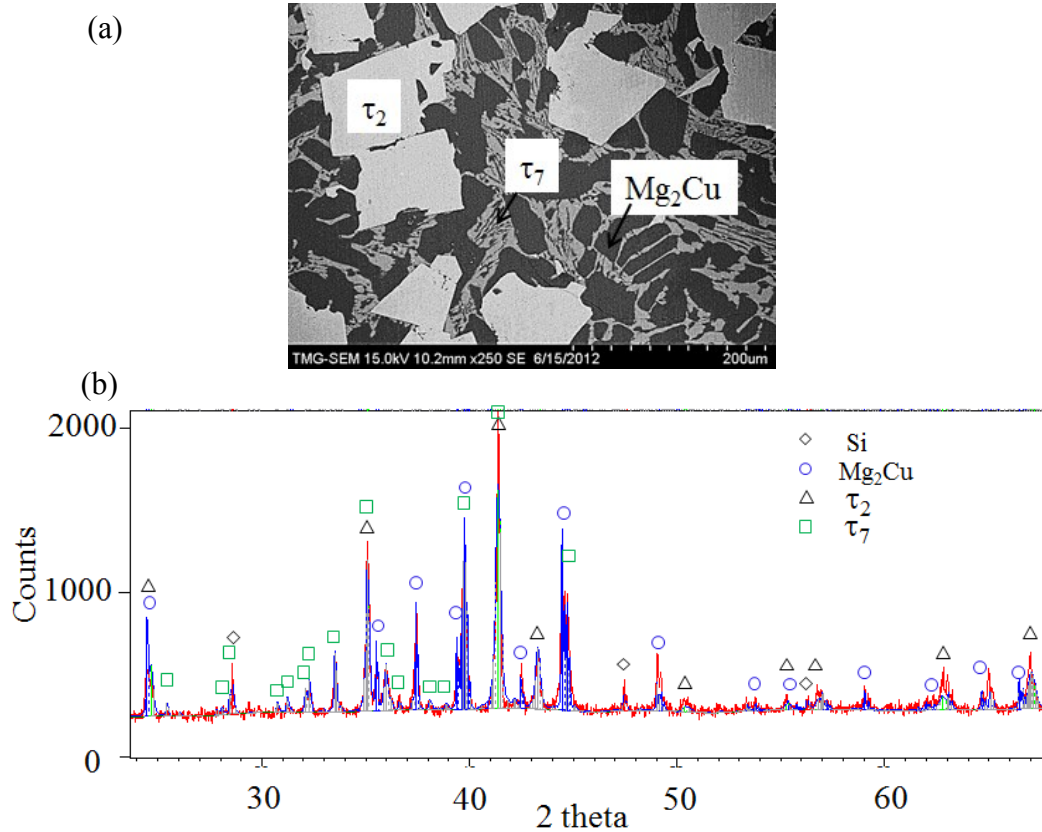 (a)
τ₂
τ₇
Mg₂Cu
TMG-SEM 15.0kV 10.2mm x250 SE 6/15/2012 200um
(b)
2000
1000
0
Counts
Si
Mg₂Cu
τ₂
τ₇
30 40 50 60
2 theta